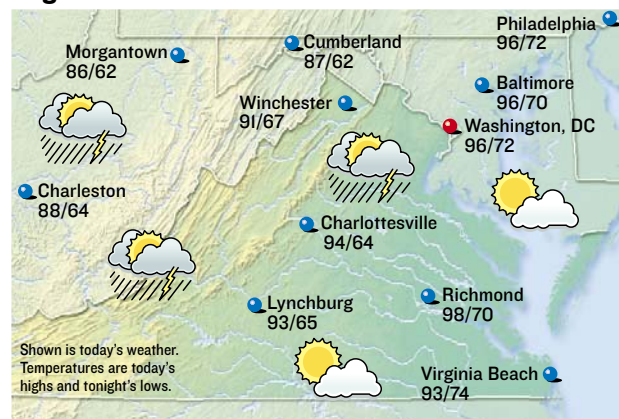 Philadelphia
96/72
Morgantown
86/62
Cumberland
87/62
Baltimore
96/70
Winchester
91/67
Washington, DC
96/72
Charleston
88/64
Charlottesville
94/64
Lynchburg
93/65
Richmond
98/70
Shown is today's weather.
Temperatures are today's
highs and tonight's lows.
Virginia Beach
93/74